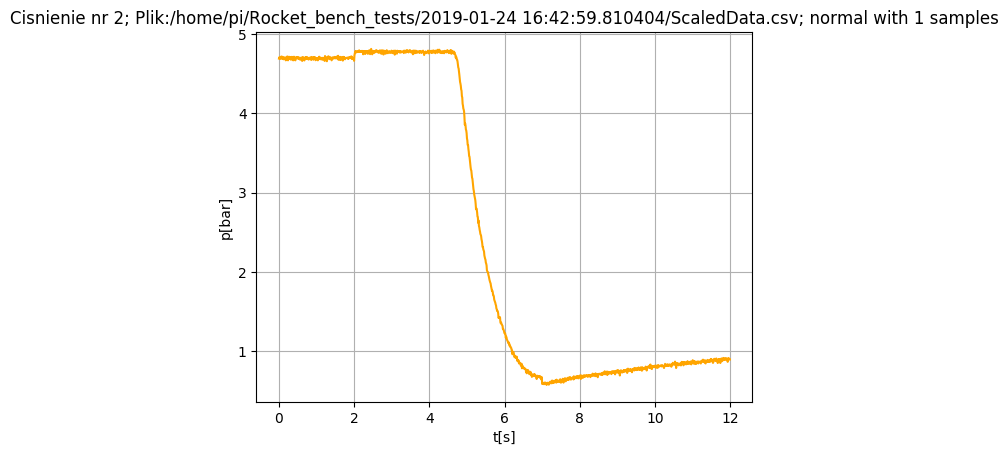 Cisnienie nr 2; Plik:/home/pi/Rocket_bench_tests/2019-01-24 16:42:59.810404/ScaledData.csv; normal with 1 samples
5
4
3
2
1
p[bar]
0 2 4 6 8 10 12
t[s]